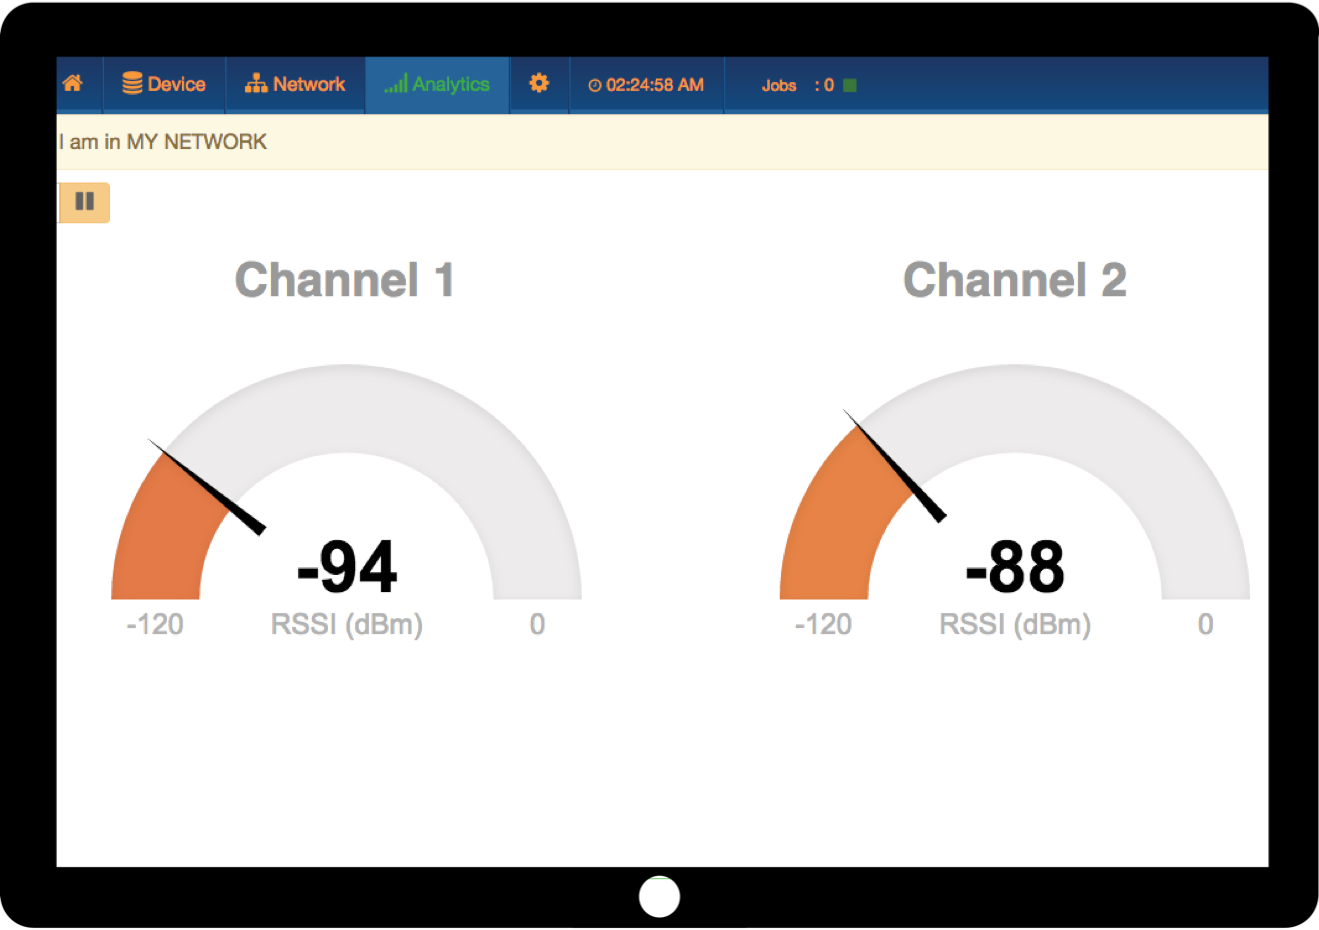 Device Network Analytics 02:24:58 AM Jobs : 0
I am in MY NETWORK
Channel 1
Channel 2
-94
-88
-120 RSSI (dBm) 0
-120 RSSI (dBm) 0